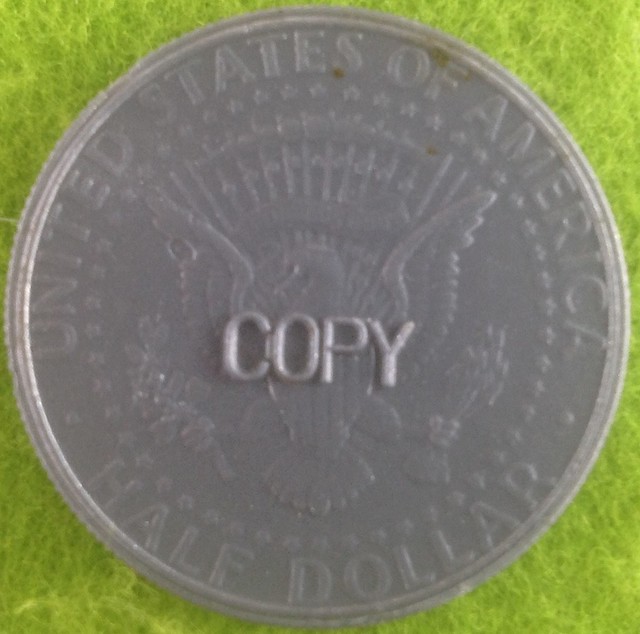 UNITED STATES OF AMERICA
COPY
HALF DOLLAR